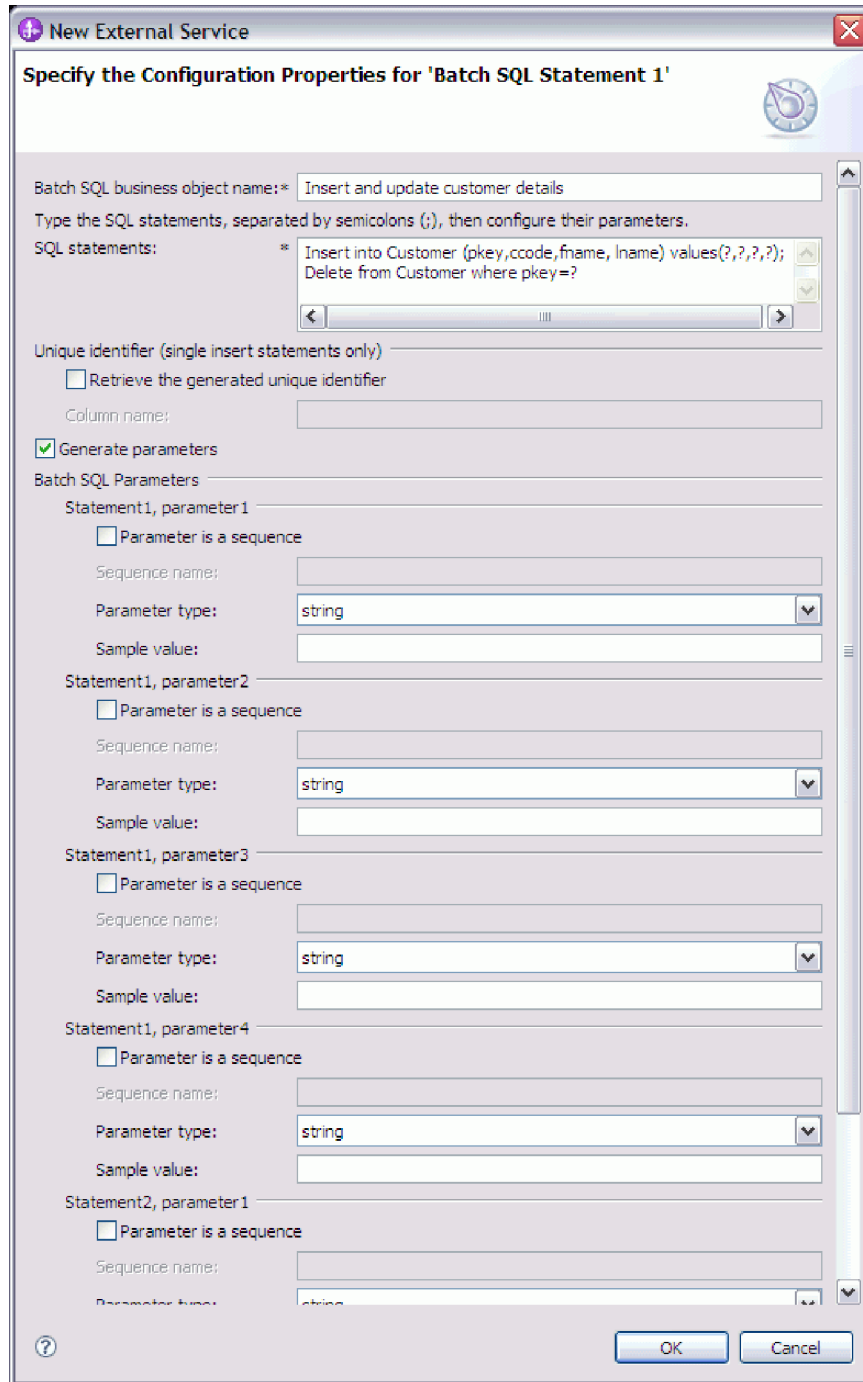 New External Service
Specify the Configuration Properties for 'Batch SQL Statement 1'
Batch SQL business object name:* Insert and update customer details
Type the SQL statements, separated by semicolons (;), then configure their parameters.
SQL statements: * Insert into Customer (pkey,ccode,fname, lname) values(?,?,?,?);
Delete from Customer where pkey=?
Unique identifier (single insert statements only)
Retrieve the generated unique identifier
Column name:
Generate parameters
Batch SQL Parameters
Statement1, parameter1
Parameter is a sequence
Sequence name:
Parameter type: string
Sample value:
Statement1, parameter2
Parameter is a sequence
Sequence name:
Parameter type: string
Sample value:
Statement1, parameter3
Parameter is a sequence
Sequence name:
Parameter type: string
Sample value:
Statement1, parameter4
Parameter is a sequence
Sequence name:
Parameter type: string
Sample value:
Statement2, parameter1
Parameter is a sequence
Sequence name:
Parameter type: string
? OK Cancel